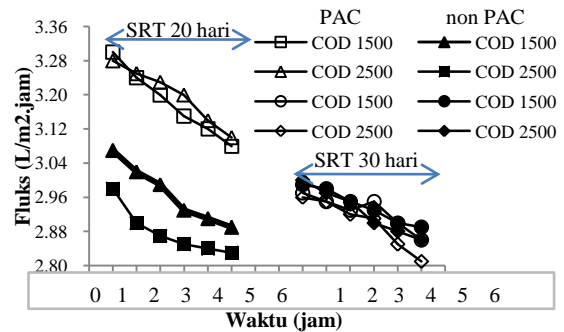 PAC non PAC
SRT 20 hari
COD 1500 COD 1500
COD 2500 COD 2500
COD 1500 COD 1500
COD 2500 COD 2500
SRT 30 hari
Fluks (L/m2.jam)
3.36
3.28
3.20
3.12
3.04
2.96
2.88
2.80
0 1 2 3 4 5 6 1 2 3 4 5 6
Waktu (jam)